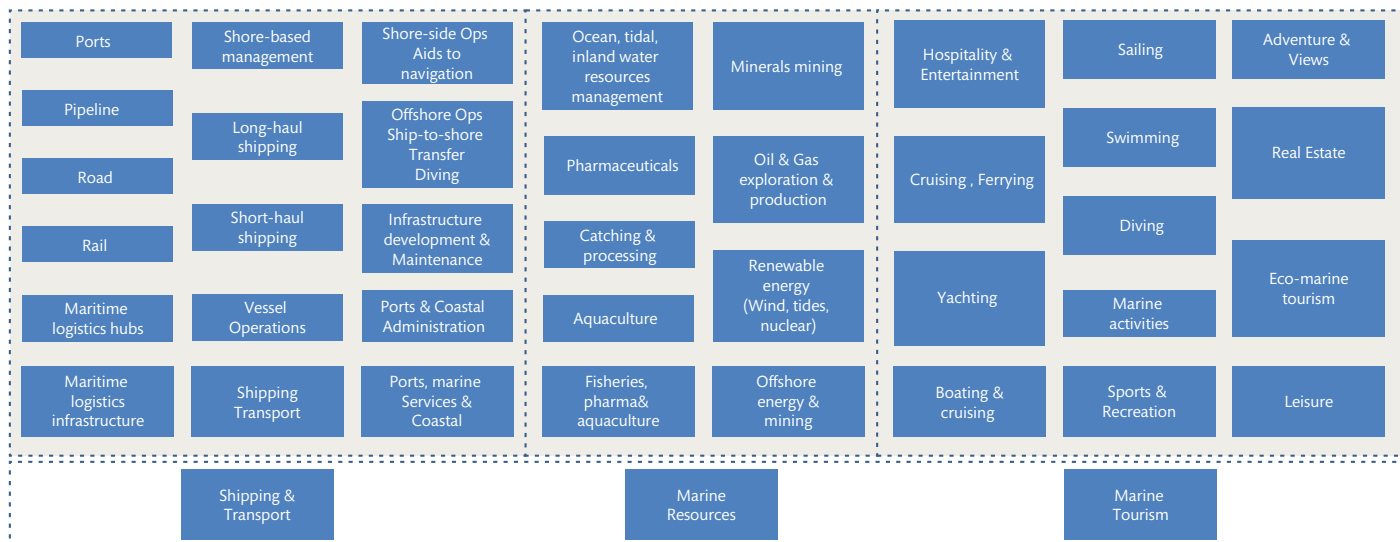 Ports
Pipeline
Road
Rail
Maritime
logistics hubs
Maritime
logistics
infrastructure
Shore-based
management
Long-haul
shipping
Short-haul
shipping
Vessel
Operations
Shipping
Transport
Shore-side Ops
Aids to
navigation
Offshore Ops
Ship-to-shore
Transfer
Diving
Infrastructure
development &
Maintenance
Ports & Coastal
Administration
Ports, marine
Services &
Coastal
Ocean, tidal,
inland water
resources
management
Pharmaceuticals
Catching &
processing
Aquaculture
Fisheries,
pharma&
aquaculture
Minerals mining
Oil & Gas
exploration &
production
Renewable
energy
(Wind, tides,
nuclear)
Offshore
energy &
mining
Hospitality &
Entertainment
Cruising , Ferrying
Yachting
Boating &
cruising
Sailing
Swimming
Diving
Marine
activities
Sports &
Recreation
Adventure &
Views
Real Estate
Eco-marine
tourism
Leisure
Shipping &
Transport
Marine
Resources
Marine
Tourism